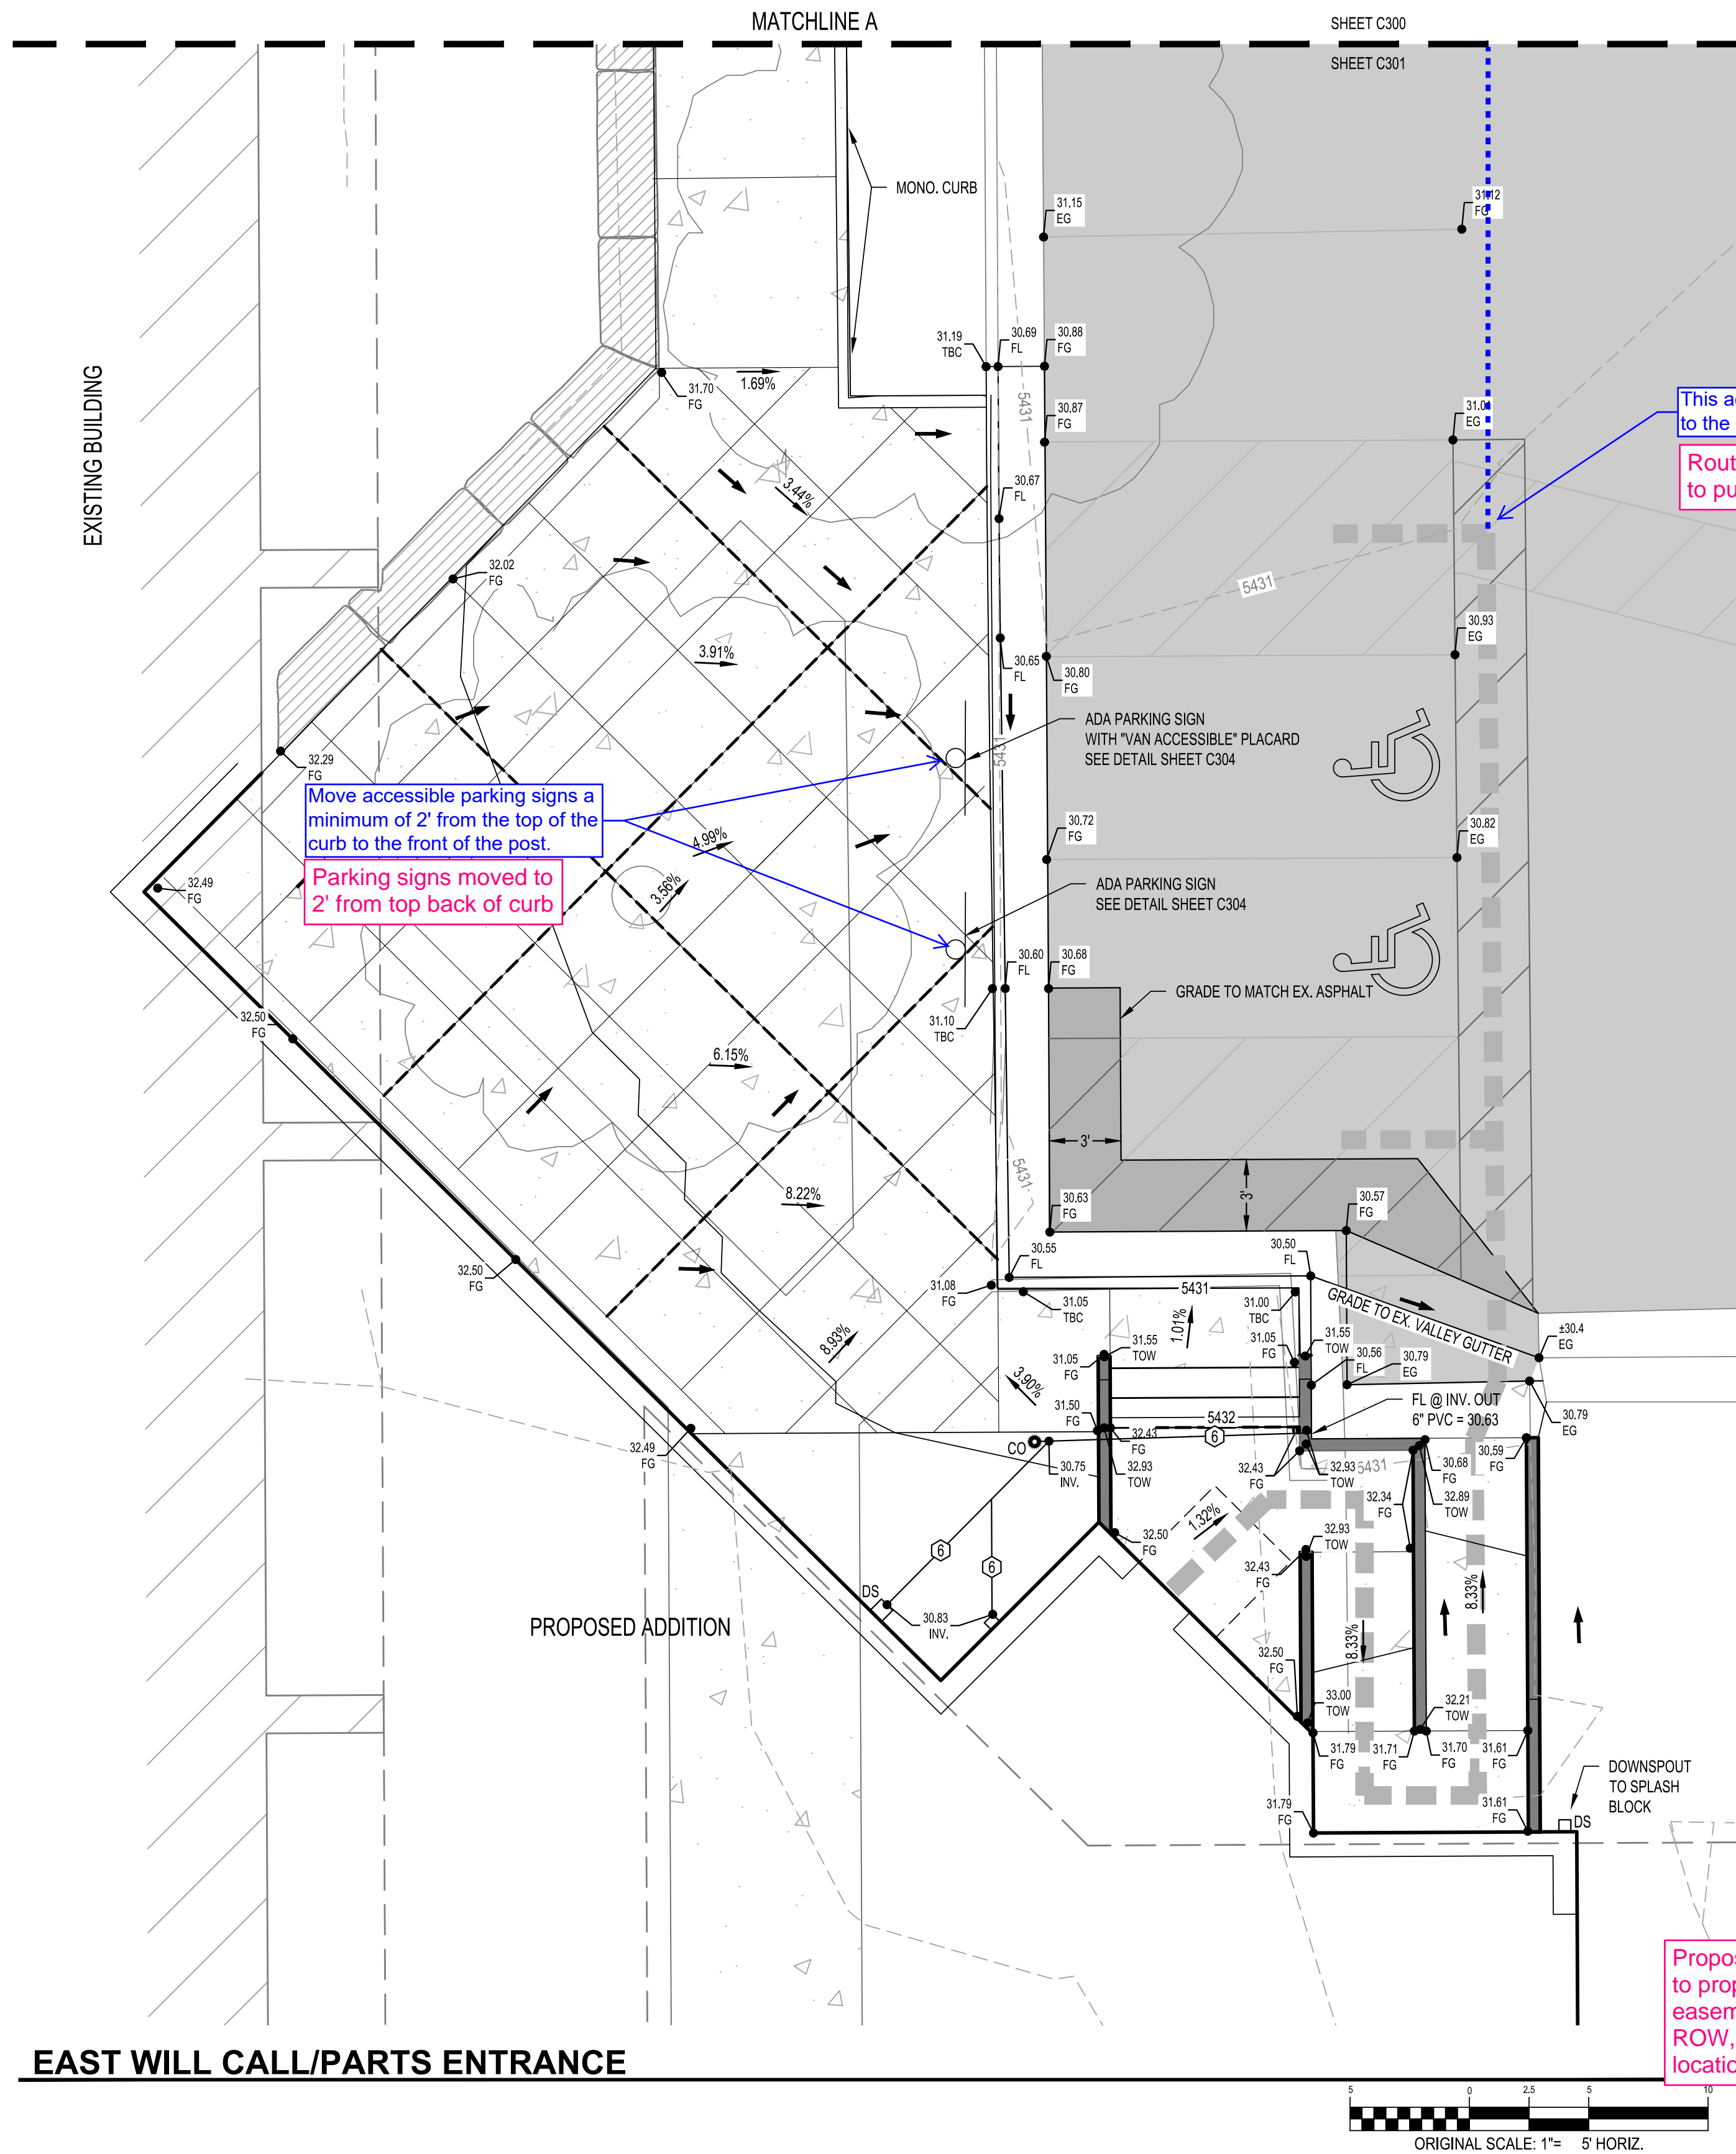 MATCHLINE A
SHEET C300
SHEET C301
MONO. CURB
31.15
EG
31.12
FG
31.19
TBC
30.69
FL
30.88
FG
1.69%
31.70
FG
EXISTING BUILDING
5431
30.87
FG
EG
This a
to the
Rout
to pu
3.44%
30.67
FL
32.02
FG
5431
30.93
EG
3.91%
30.65
FL
30.80
FG
ADA PARKING SIGN
WITH "VAN ACCESSIBLE" PLACARD
SEE DETAIL SHEET C304
5431
32.29
FG
Move accessible parking signs a
minimum of 2' from the top of the
curb to the front of the post.
4.99%
30.72
FG
30.82
EG
Parking signs moved to
2' from top back of curb
32.49
FG
3.56%
ADA PARKING SIGN
SEE DETAIL SHEET C304
30.60
FL
30.68
FG
GRADE TO MATCH EX. ASPHALT
32.50
FG
31.10
TBC
6.15%
3'
5431
3'
8.22%
30.63
FG
30.57
FG
30.55
FL
30.50
FL
32.50
FG
31.08
FG
5431
31.05
TBC
31.00
TBC
GRADE TO EX. VALLEY GUTTER
±30.4
EG
8.93%
1.01%
31.55
TOW
31.05
FG
31.05
FG
31.55
TOW
30.56
FL
30.79
EG
3.90%
31.50
FG
5432
FL @ INV. OUT
6" PVC = 30.63
30.79
EG
32.49
FG
CO
6
32.43
FG
30.75
INV.
32.93
TOW
32.43
FG
32.93
TOW
5431
30.68
FG
30.59
FG
32.34
FG
32.89
TOW
1.32%
32.50
FG
32.93
TOW
32.43
FG
6
6
DS
30.83
INV.
8.33%
8.33%
PROPOSED ADDITION
32.50
FG
33.00
TOW
32.21
TOW
31.79
FG
31.71
FG
31.70
FG
31.61
FG
DOWNSPOUT
TO SPLASH
BLOCK
31.79
FG
31.61
FG
DS
Propos
to prop
easem
ROW,
locatio
EAST WILL CALL/PARTS ENTRANCE
5 0 2.5 5 10
ORIGINAL SCALE: 1"= 5' HORIZ.